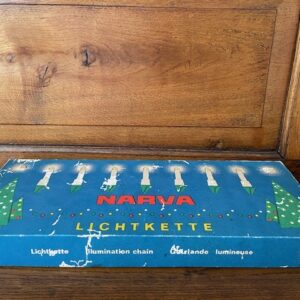 NARVA
LICHTKETTE
Lichtkette illumination chain Guirlande lumineuse